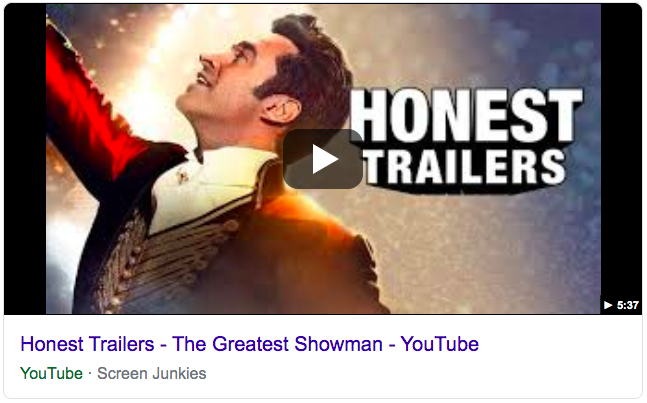 HONEST
TRAILERS
5:37
Honest Trailers - The Greatest Showman - YouTube
YouTube · Screen Junkies